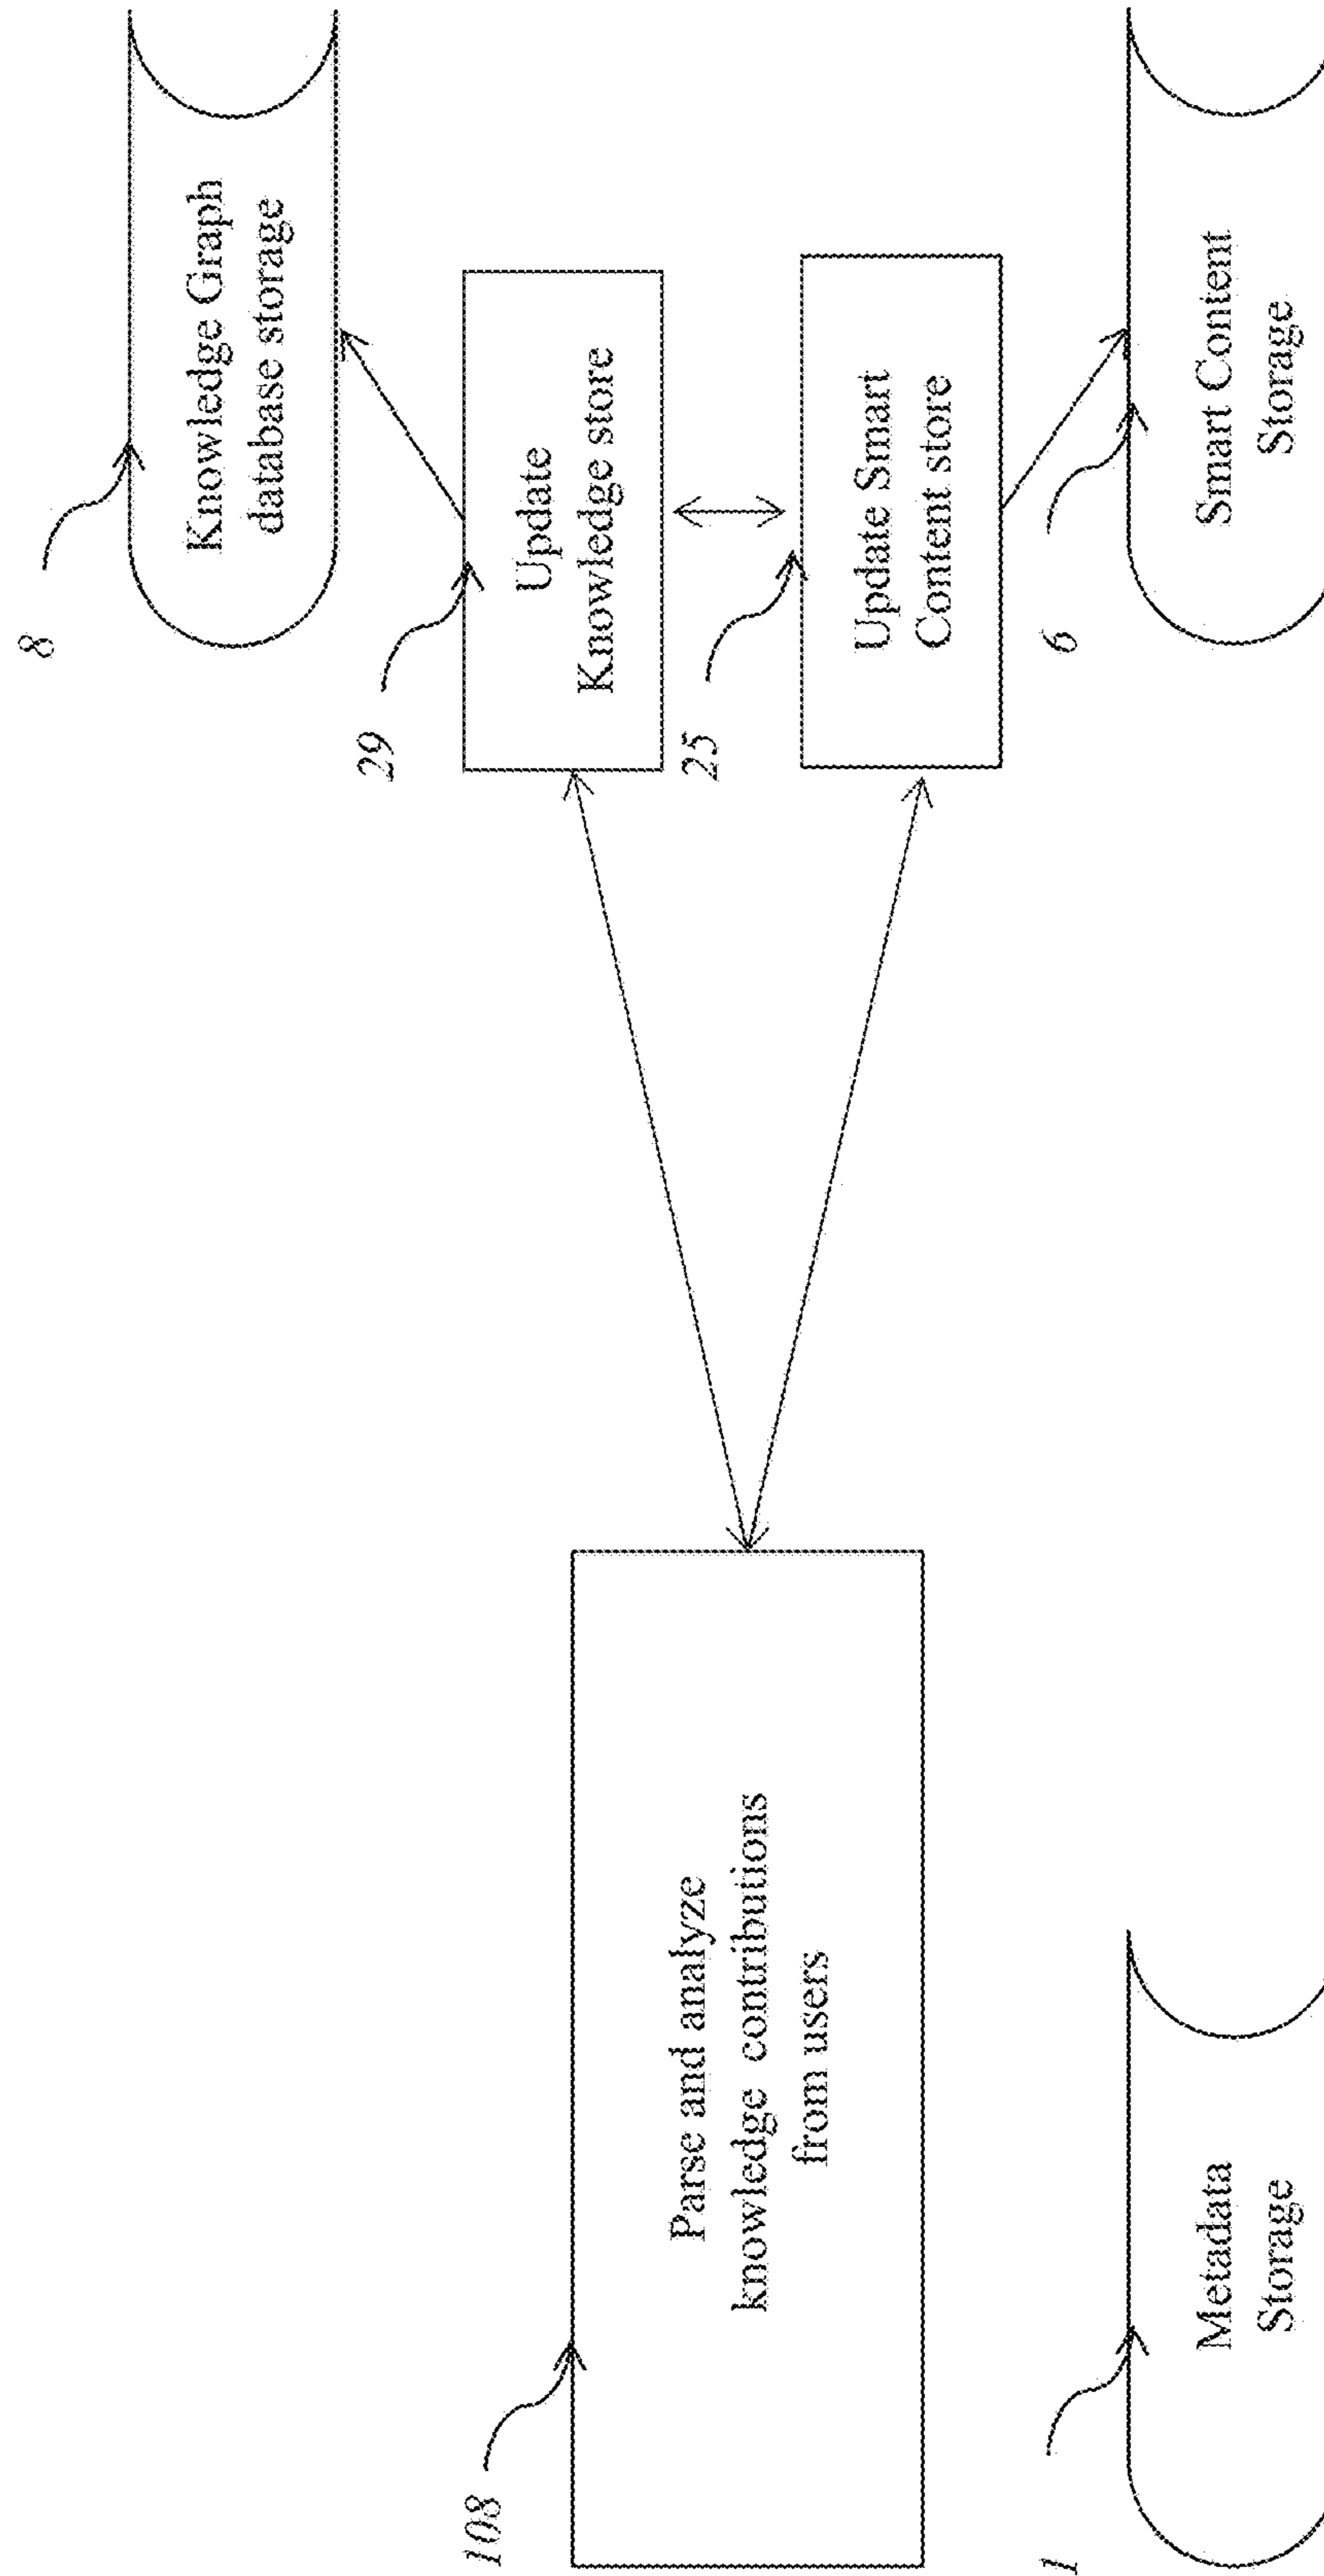 8
Knowledge Graph
database storage
29
Update
Knowledge store
25
Update Smart
Content store
6
Smart Content
Storage
108
Parse and analyze
knowledge contributions
from users
1
Metadata
Storage